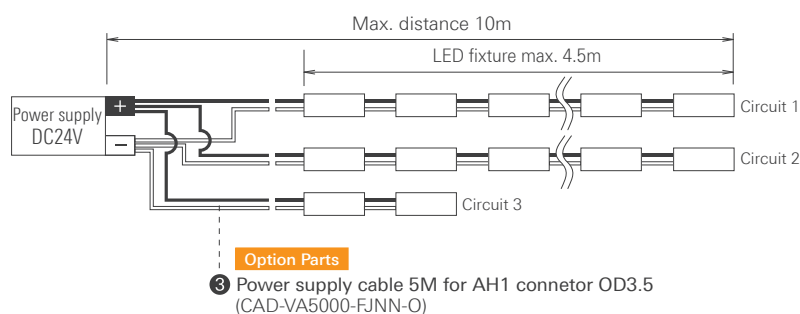 Max. distance 10m
LED fixture max. 4.5m
Power supply
DC24V
+
−
Circuit 1
Circuit 2
Circuit 3
Option Parts
❸ Power supply cable 5M for AH1 connetor OD3.5
(CAD-VA5000-FJNN-O)